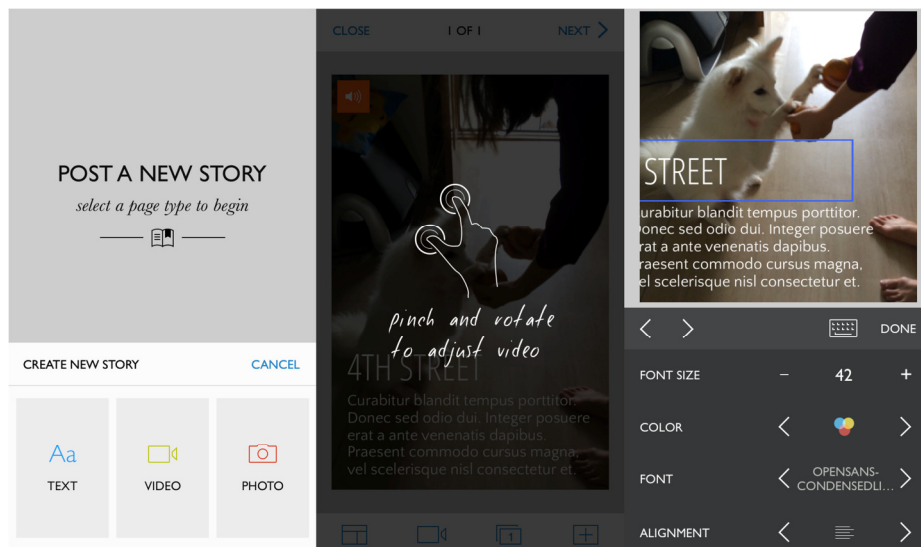 POST A NEW STORY
select a page type to begin
CREATE NEW STORY
CANCEL
Aa
TEXT
VIDEO
PHOTO
CLOSE
1 OF 1
NEXT
pinch and rotate
to adjust video
4TH STREET
Curabitur blandit tempus porttitor.
Donec sed odio dui. Integer posuere
erat a ante venenatis dapibus.
Praesent commodo cursus magna,
vel scelerisque nisl consectetur et.
1
STREET
urabitur blandit tempus porttitor.
onec sed odio dui. Integer posuere
rat a ante venenatis dapibus.
raesent commodo cursus magna,
el scelerisque nisl consectetur et.
DONE
FONT SIZE
– 42 +
COLOR
FONT
OPENSANS-
CONDENSEDLI...
ALIGNMENT